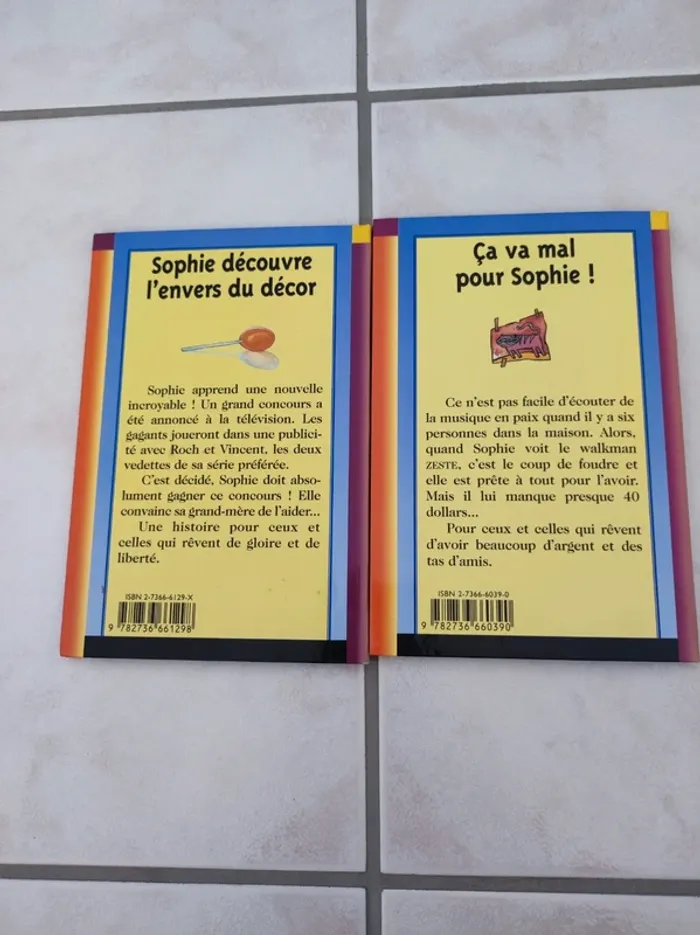 Sophie découvre
l'envers du décor
Sophie apprend une nouvelle
incroyable ! Un grand concours a
été annoncé à la télévision. Les
gagants joueront dans une publici-
té avec Roch et Vincent, les deux
vedettes de sa série préférée.
C'est décidé, Sophie doit abso-
lument gagner ce concours ! Elle
convainc sa grand-mère de l'aider...
Une histoire pour ceux et
celles qui rêvent de gloire et de
liberté.
ISBN 2-7366-6129-X
9 782736 661298
Ça va mal
pour Sophie !
Ce n'est pas facile d'écouter de
la musique en paix quand il y a six
personnes dans la maison. Alors,
quand Sophie voit le walkman
ZESTE, c'est le coup de foudre et
elle est prête à tout pour l'avoir.
Mais il lui manque presque 40
dollars...
Pour ceux et celles qui rêvent
d'avoir beaucoup d'argent et des
tas d'amis.
ISBN 2-7366-6039-0
9 782736 660390